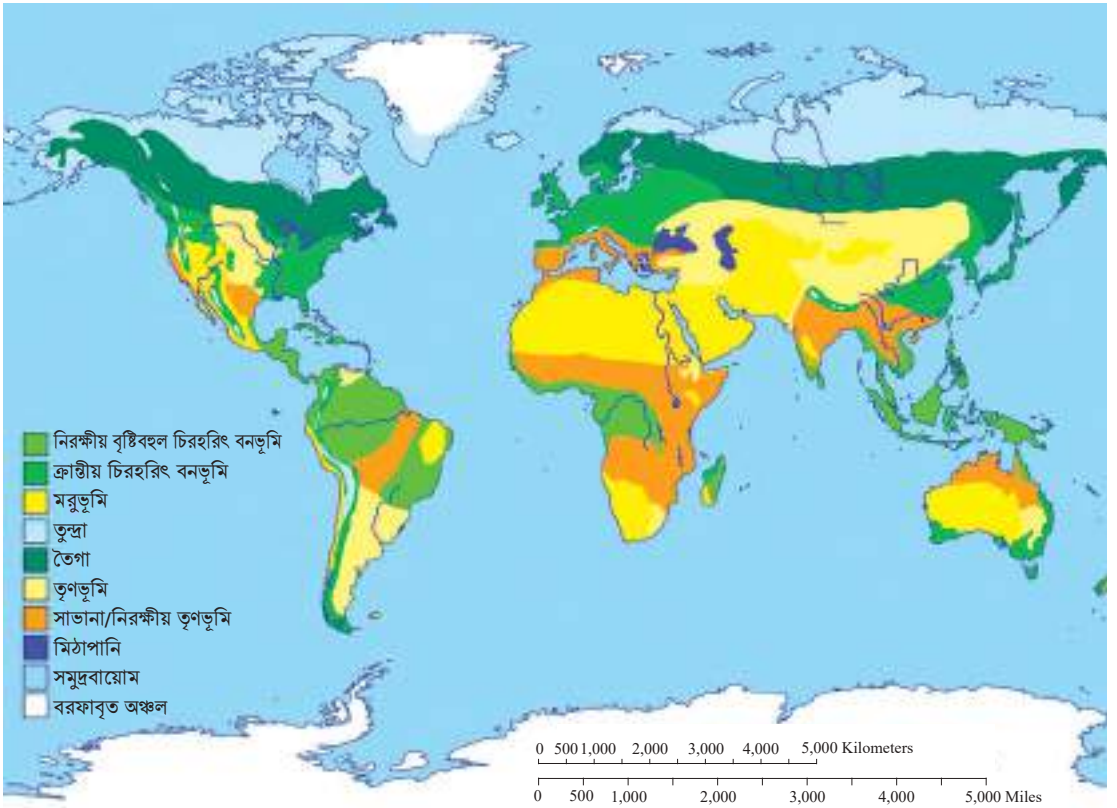 নিরক্ষীয় বৃষ্টিবহুল চিরহরিৎ বনভূমি
ক্রান্তীয় চিরহরিৎ বনভূমি
মরুভূমি
তুন্দ্রা
তৈগা
তৃণভূমি
সাভানা/নিরক্ষীয় তৃণভূমি
মিঠাপানি
সমুদ্রবায়োম
বরফাবৃত অঞ্চল
0 500 1,000 2,000 3,000 4,000 5,000 Kilometers
0 500 1,000 2,000 3,000 4,000 5,000 Miles